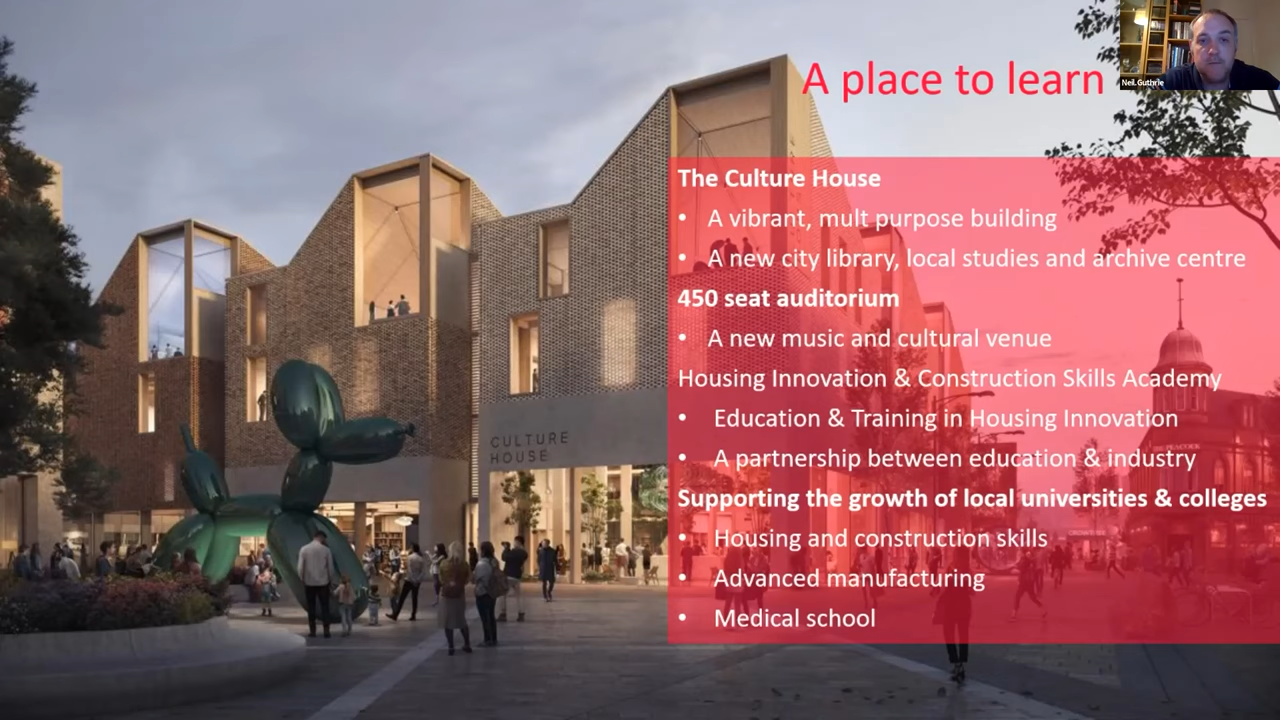 A place to learn
Neil.Guthrie
The Culture House
• A vibrant, mult purpose building
• A new city library, local studies and archive centre
450 seat auditorium
• A new music and cultural venue
Housing Innovation & Construction Skills Academy
• Education & Training in Housing Innovation
• A partnership between education & industry
Supporting the growth of local universities & colleges
• Housing and construction skills
• Advanced manufacturing
• Medical school
CULTURE
HOUSE
THE PEACOCK